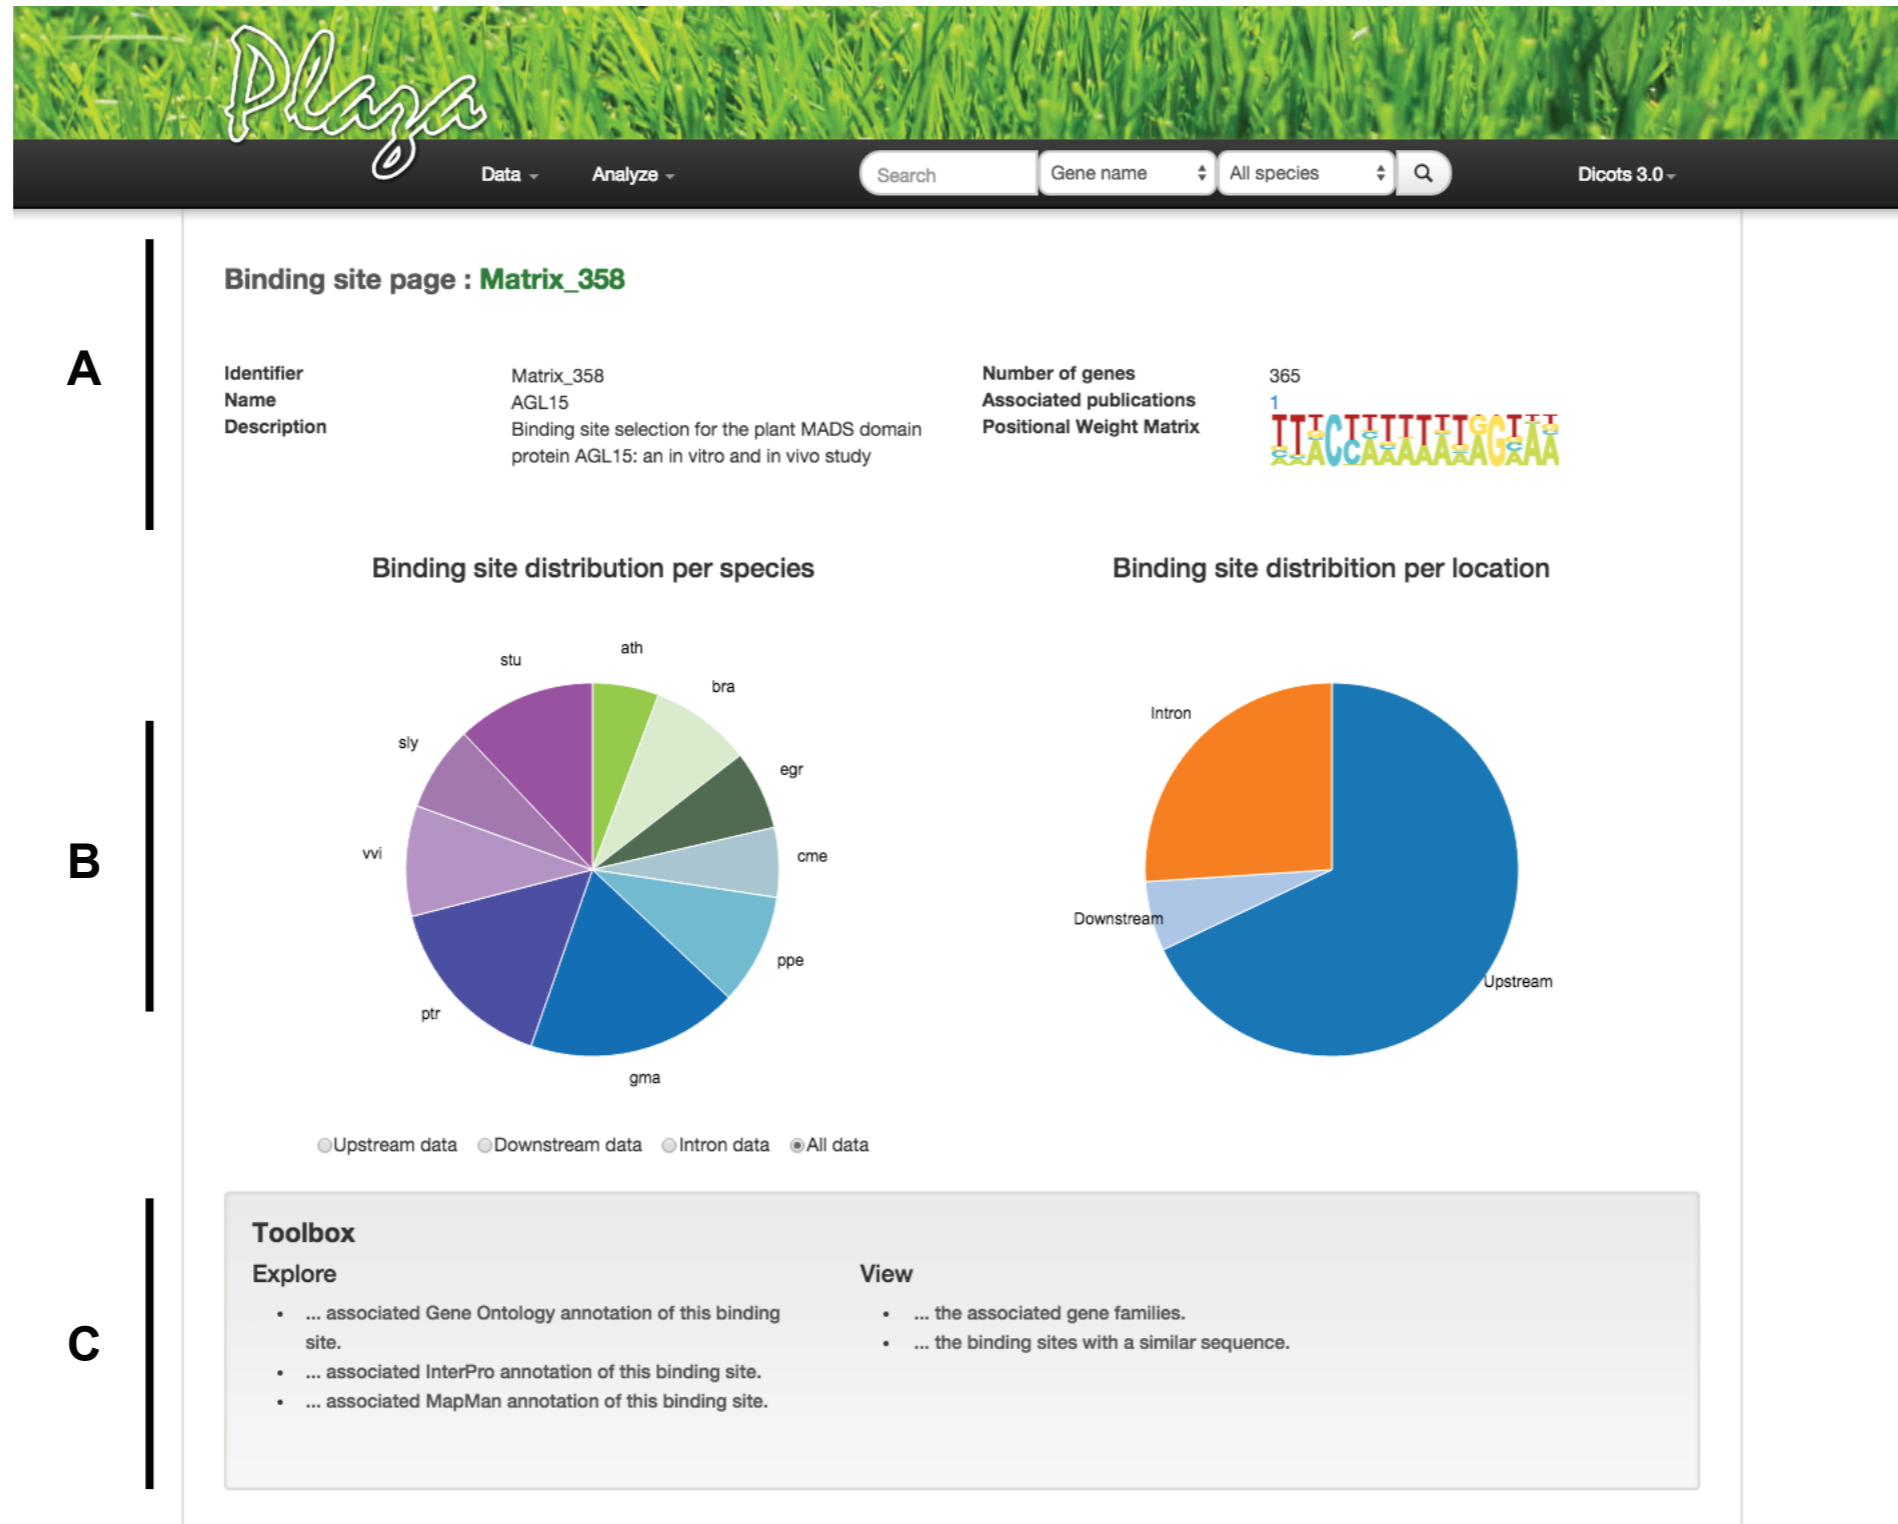 Plaza
Data
Analyze
Search
Gene name
All species
Dicots 3.0
A
Binding site page : Matrix_358
Identifier
Matrix_358
Name
AGL15
Description
Binding site selection for the plant MADS domain
protein AGL15: an in vitro and in vivo study
Number of genes
365
Associated publications
1
Positional Weight Matrix
B
Binding site distribution per species
stu
ath
bra
sly
egr
vvi
cme
ppe
ptr
gma
Upstream data
Downstream data
Intron data
All data
Binding site distribition per location
Intron
Downstream
Upstream
C
Toolbox
Explore
• ... associated Gene Ontology annotation of this binding
site.
• ... associated InterPro annotation of this binding site.
• ... associated MapMan annotation of this binding site.
View
• ... the associated gene families.
• ... the binding sites with a similar sequence.